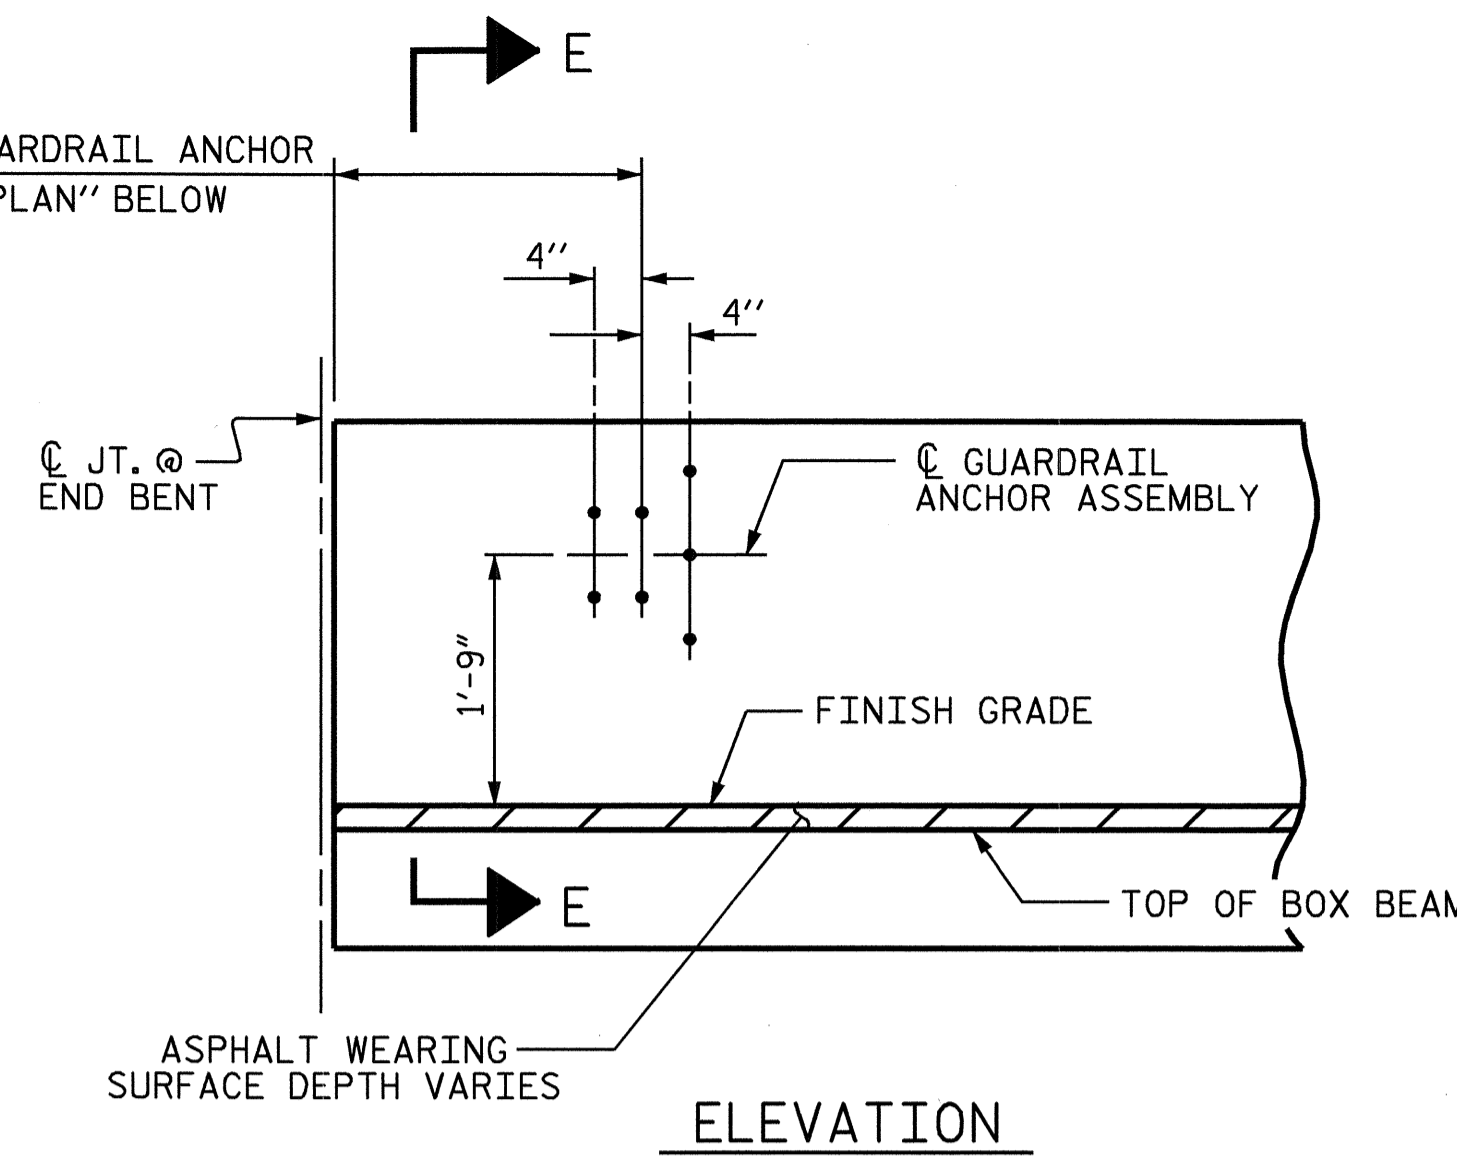 E
ARDRAIL ANCHOR
PLAN" BELOW
4"
4"
℄ JT. @
END BENT
℄ GUARDRAIL
ANCHOR ASSEMBLY
1'-9"
FINISH GRADE
E
TOP OF BOX BEAM
ASPHALT WEARING
SURFACE DEPTH VARIES
ELEVATION